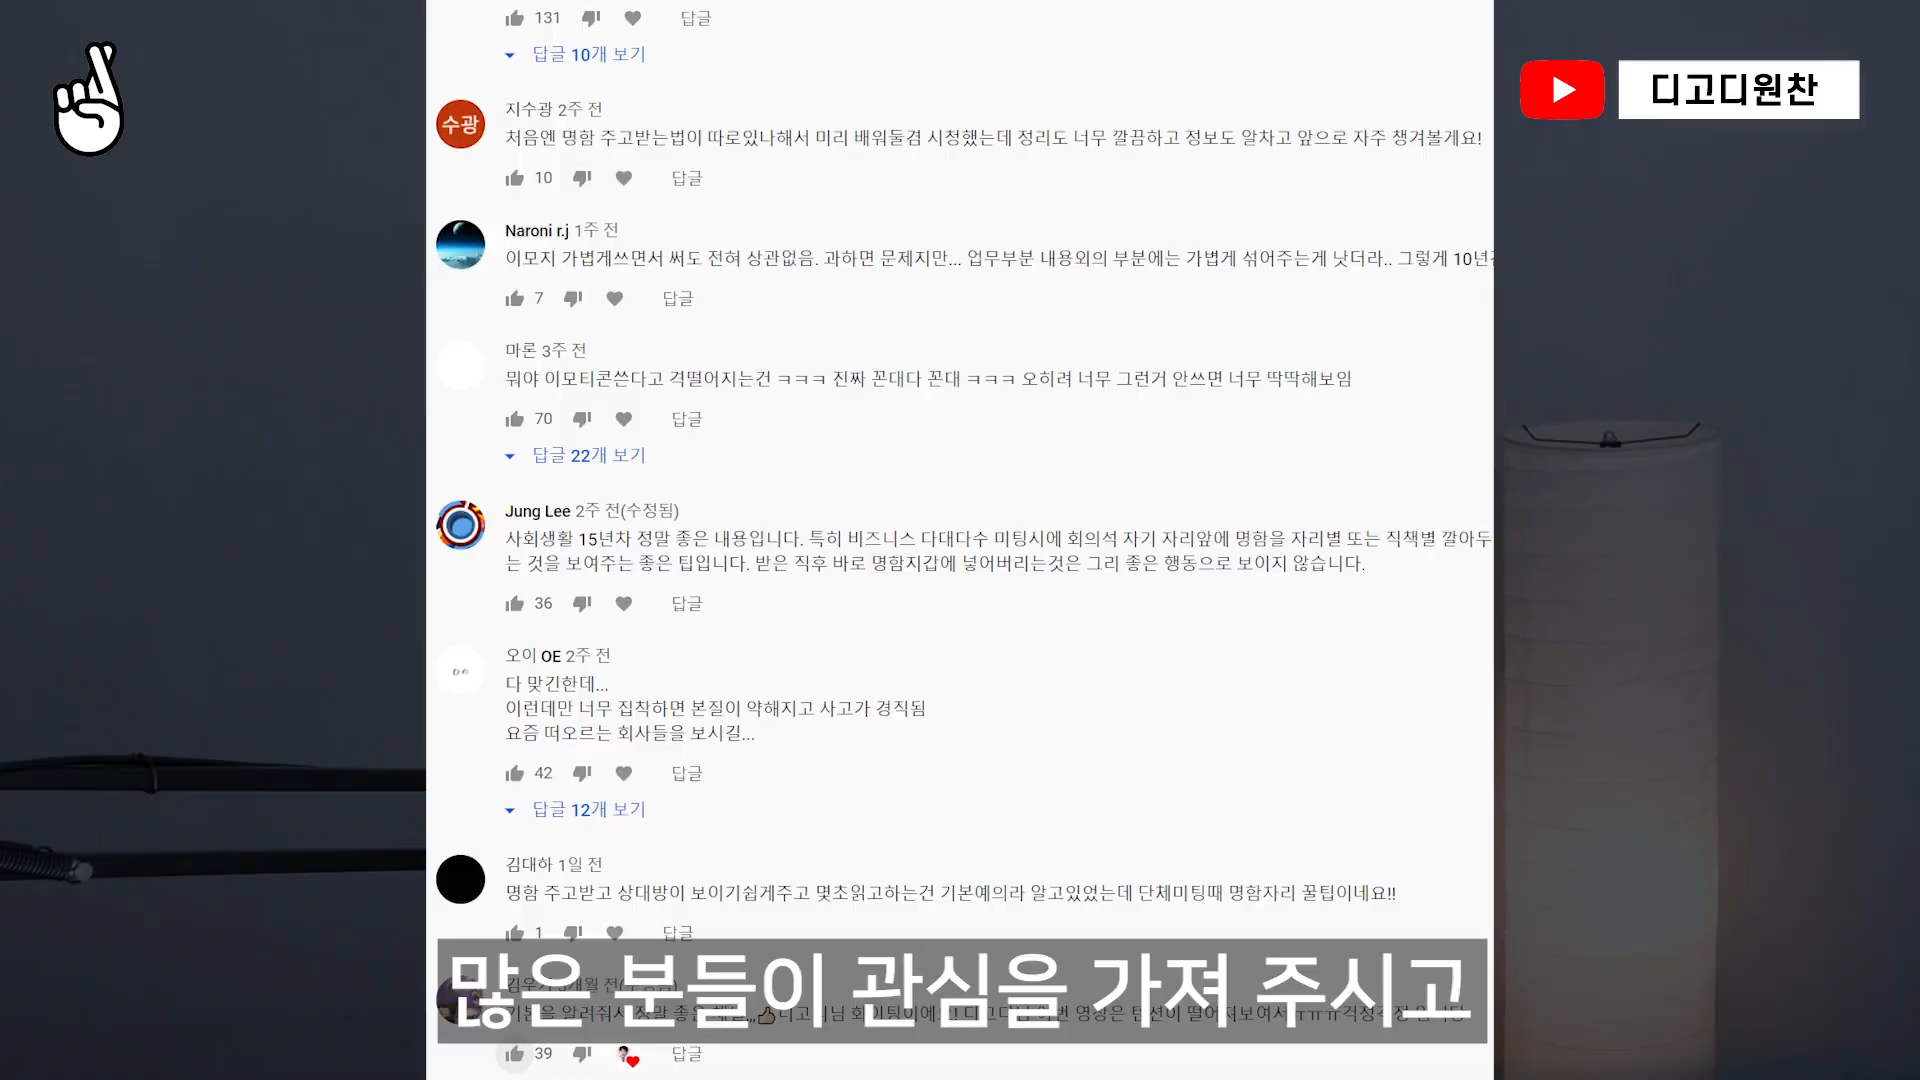 131 답글
답글 10개 보기
디고디원찬
수광
지수광 2주 전
처음엔 명함 주고받는법이 따로있나해서 미리 배워둘겸 시청했는데 정리도 너무 깔끔하고 정보도 알차고 앞으로 자주 챙겨볼게요!
10 답글
Naroni r.j 1주 전
이모지 가볍게쓰면서 써도 전혀 상관없음. 과하면 문제지만... 업무부분 내용외의 부분에는 가볍게 섞어주는게 낫더라.. 그렇게 10년
7 답글
마론 3주 전
뭐야 이모티콘쓴다고 격떨어지는건 ㅋㅋㅋ 진짜 꼰대다 꼰대 ㅋㅋㅋ 오히려 너무 그런거 안쓰면 너무 딱딱해보임
70 답글
답글 22개 보기
Jung Lee 2주 전(수정됨)
사회생활 15년차 정말 좋은 내용입니다. 특히 비즈니스 다대다수 미팅시에 회의석 자기 자리앞에 명함을 자리별 또는 직책별 깔아두
는 것을 보여주는 좋은 팁입니다. 받은 직후 바로 명함지갑에 넣어버리는것은 그리 좋은 행동으로 보이지 않습니다.
36 답글
오이 OE 2주 전
다 맞긴한데...
이런데만 너무 집착하면 본질이 약해지고 사고가 경직됨
요즘 떠오르는 회사들을 보시길...
42 답글
답글 12개 보기
김대하 1일 전
명함 주고받고 상대방이 보이기쉽게주고 몇초읽고하는건 기본예의라 알고있었는데 단체미팅때 명함자리 꿀팁이네요!!
1 답글
많은 분들이 관심을 가져 주시고
39 답글